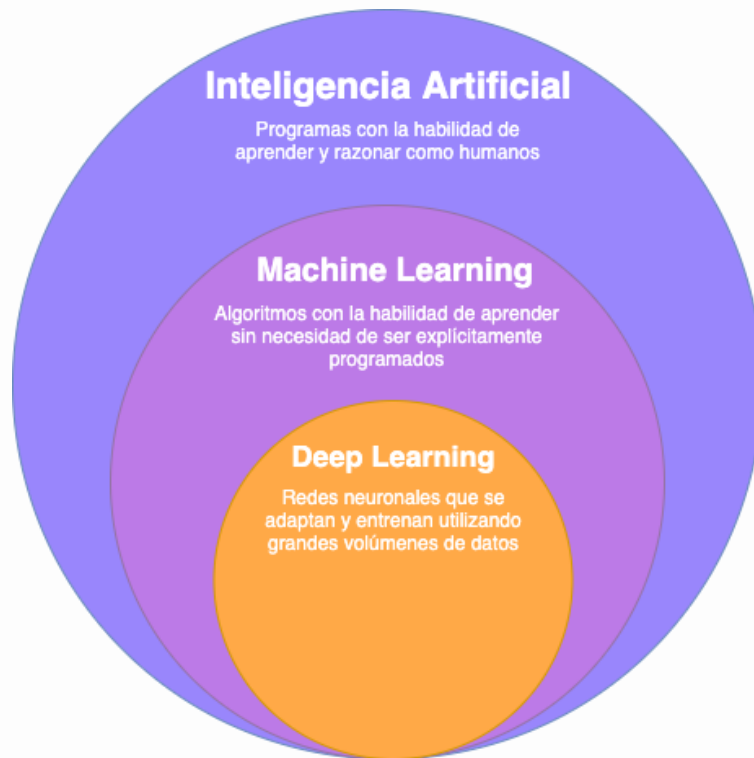 Inteligencia Artificial
Programas con la habilidad de
aprender y razonar como humanos
Machine Learning
Algoritmos con la habilidad de aprender
sin necesidad de ser explícitamente
programados
Deep Learning
Redes neuronales que se
adaptan y entrenan utilizando
grandes volúmenes de datos